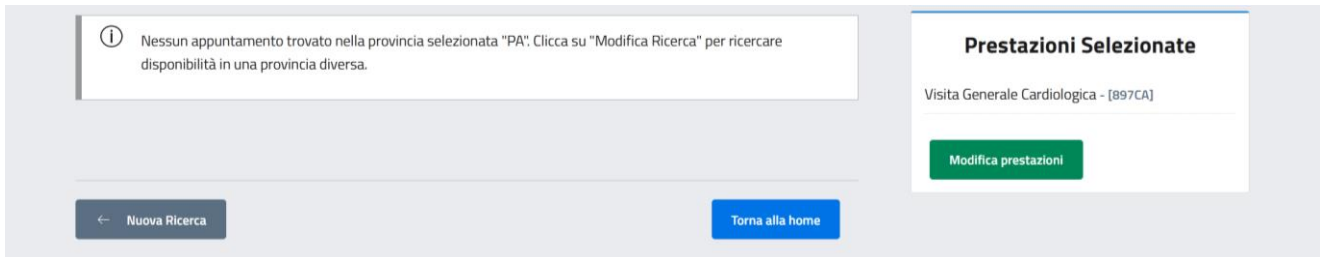 Nessun appuntamento trovato nella provincia selezionata "PA". Clicca su "Modifica Ricerca" per ricercare
disponibilità in una provincia diversa.
Prestazioni Selezionate
Visita Generale Cardiologica - [897CA]
Modifica prestazioni
← Nuova Ricerca
Torna alla home